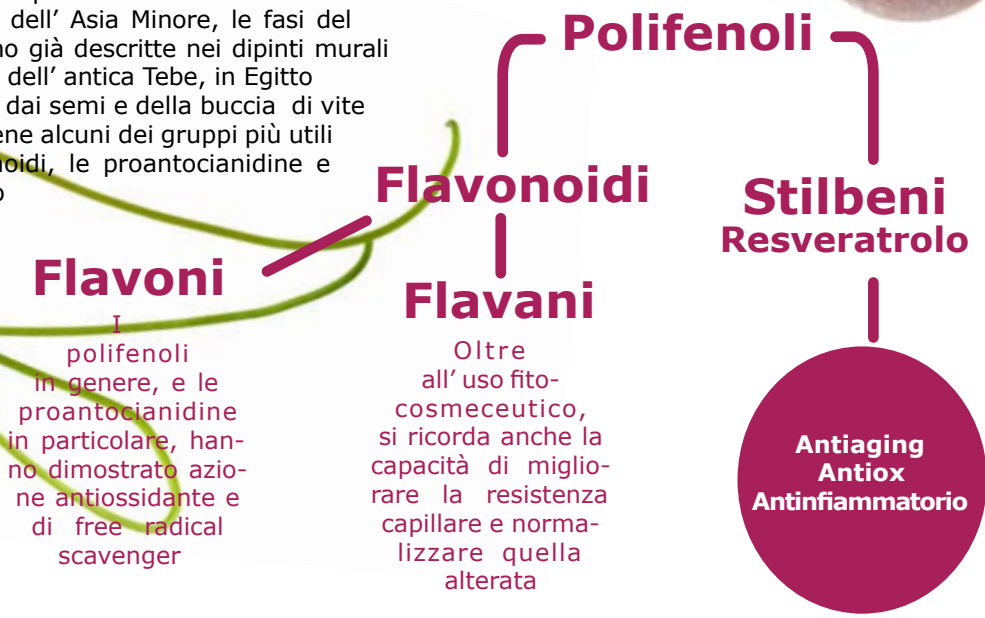 dell' Asia Minore, le fasi del
già descritte nei dipinti murali
dell' antica Tebe, in Egitto
dai semi e della buccia di vite
alcuni dei gruppi più utili
le proantocianidine e
Polifenoli
Flavonoidi
Stilbeni
Resveratrolo
Flavoni
I
polifenoli
in genere, e le
proantocianidine
in particolare, han-
no dimostrato azio-
ne antiossidante e
di free radical
scavenger
Flavani
Oltre
all' uso fito-
cosmeceutico,
si ricorda anche la
capacità di miglio-
rare la resistenza
capillare e norma-
lizzare quella
alterata
Antiaging
Antiox
Antinfiammatorio